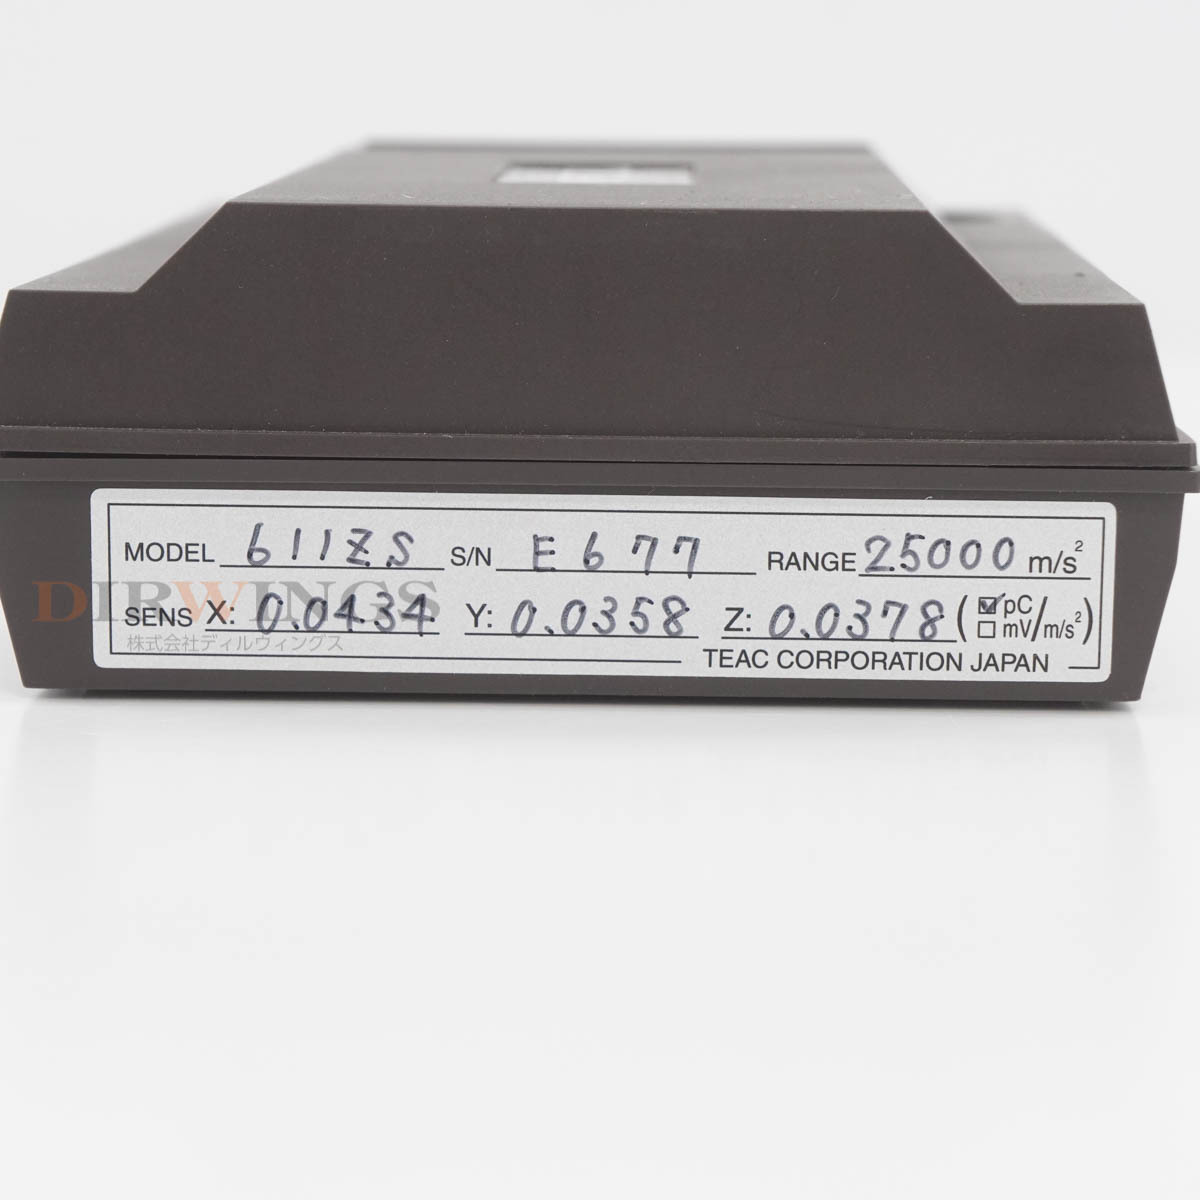 MODEL 611ZS S/N E677 RANGE 25000 m/s²
DIRWINGS
SENS X: 0.0434 Y: 0.0358 Z: 0.0378 (☑pC/☐mV/m/s²)
株式会社ディルウィングス
TEAC CORPORATION JAPAN